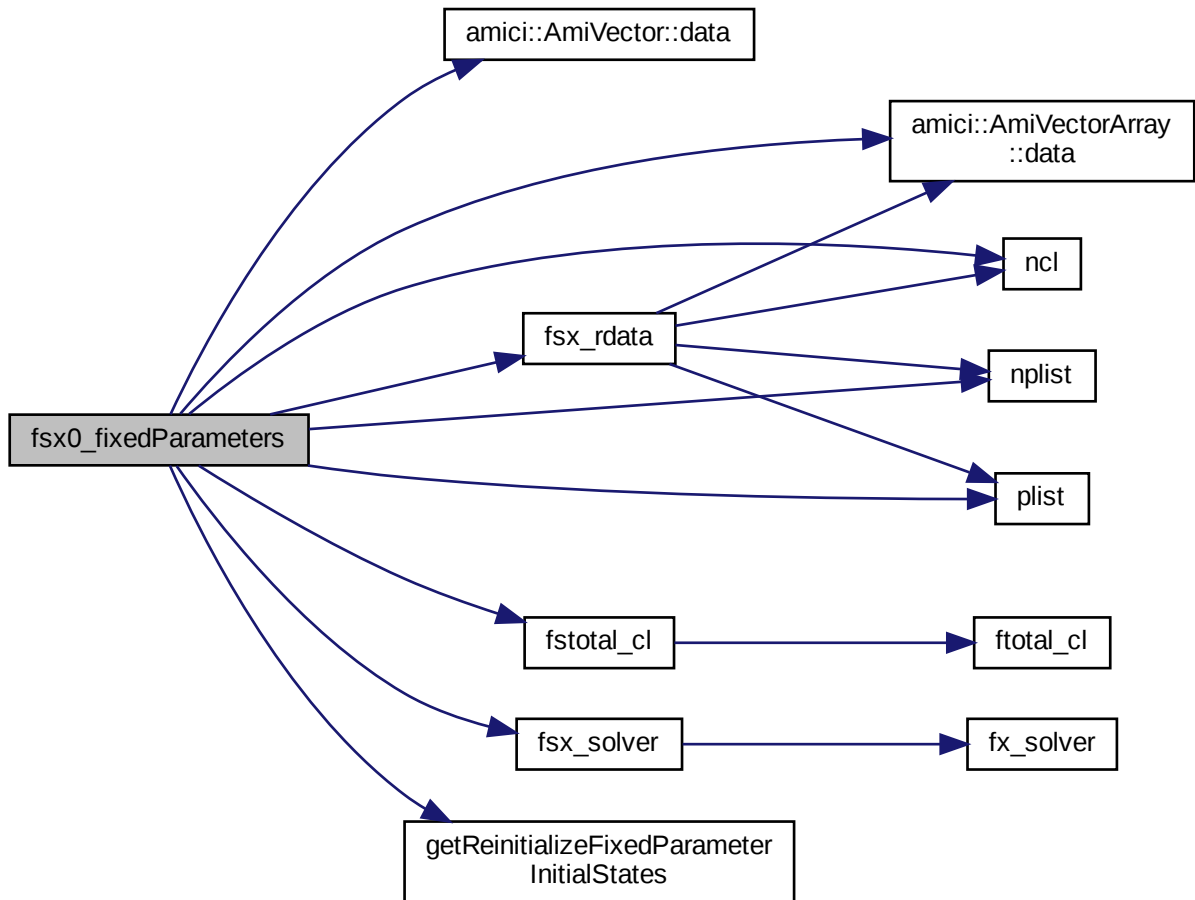 amici::AmiVector::data
amici::AmiVectorArray
::data
ncl
fsx_rdata
nplist
fsx0_fixedParameters
plist
fstotal_cl
ftotal_cl
fsx_solver
fx_solver
getReinitializeFixedParameter
InitialStates